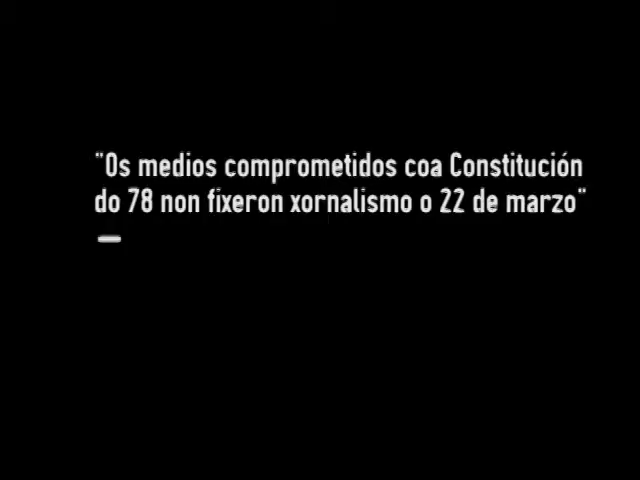 "Os medios comprometidos coa Constitución
do 78 non fixeron xornalismo o 22 de marzo"